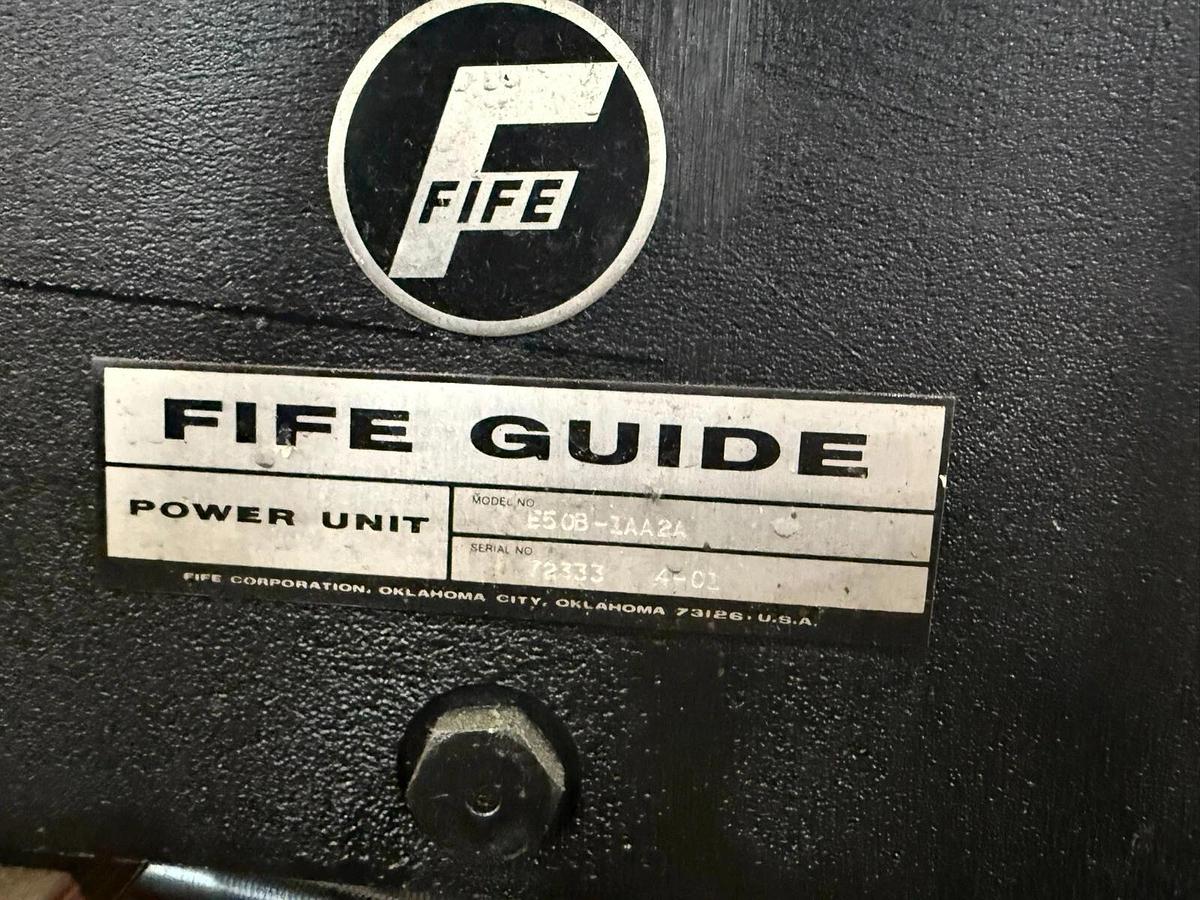 FIFE
FIFE GUIDE
POWER UNIT
MODEL NO
E50B-1AA2A
SERIAL NO
72333 4-01
FIFE CORPORATION, OKLAHOMA CITY, OKLAHOMA 73126, U.S.A.